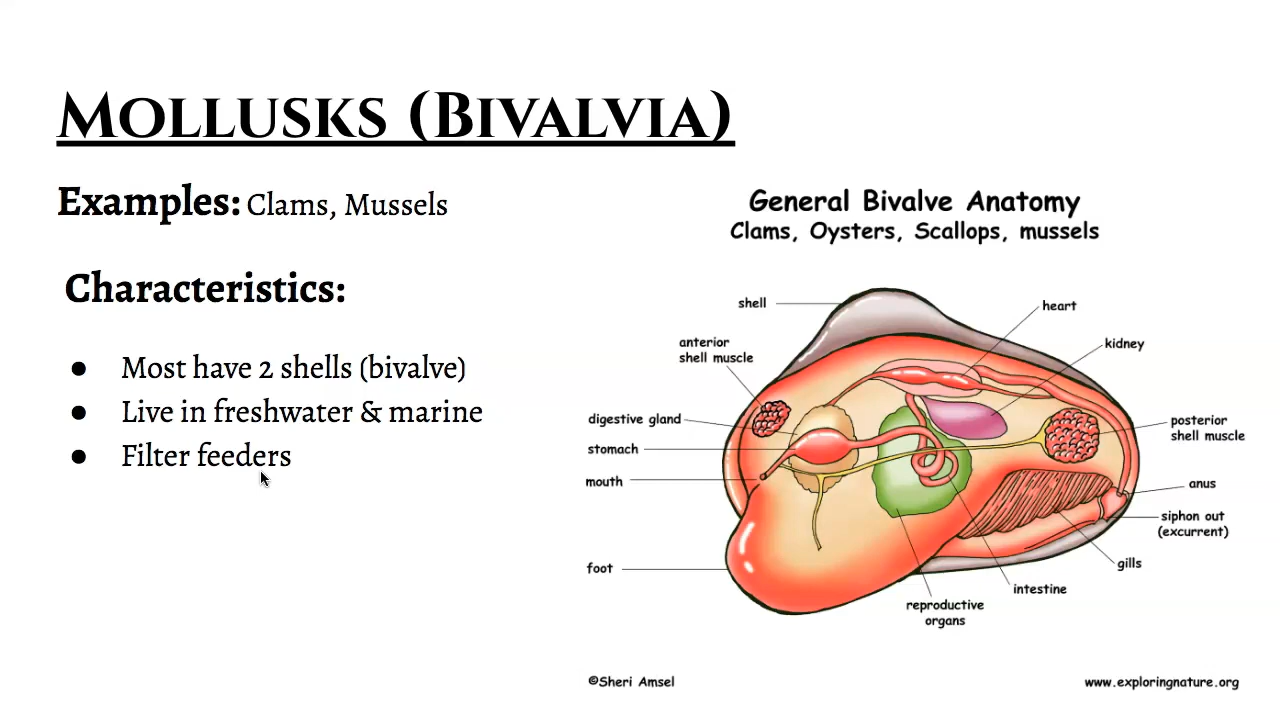 Mollusks (Bivalvia)
Examples: Clams, Mussels
Characteristics:
● Most have 2 shells (bivalve)
● Live in freshwater & marine
● Filter feeders
General Bivalve Anatomy
Clams, Oysters, Scallops, mussels
shell
heart
anterior
shell muscle
kidney
digestive gland
posterior
shell muscle
stomach
mouth
anus
siphon out
(excurrent)
foot
gills
intestine
reproductive
organs
©Sheri Amsel
www.exploringnature.org